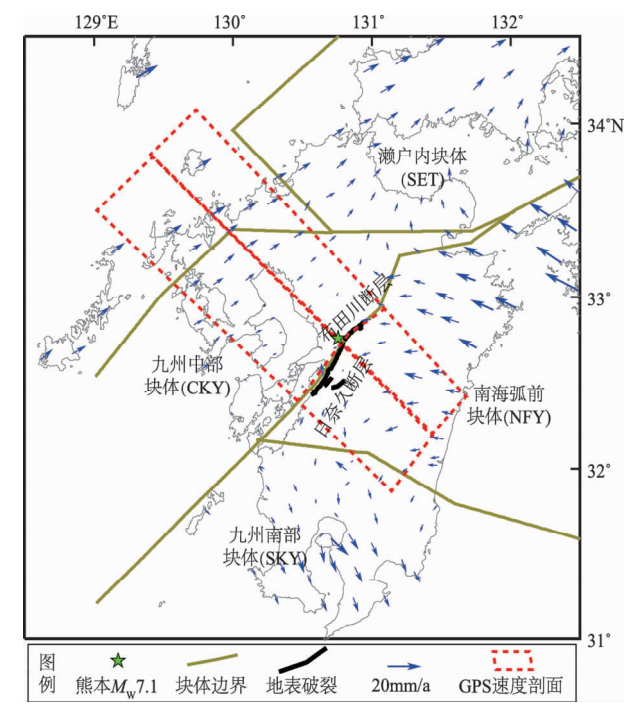 129°E 130° 131° 132°
34°N
濑户内块体
(SET)
33°
布田川断层
九州中部
块体(CKY)
日奈久断层
南海弧前
块体(NFY)
32°
九州南部
块体(SKY)
31°
图例
熊本Mw7.1 块体边界 地表破裂 20mm/a GPS速度剖面